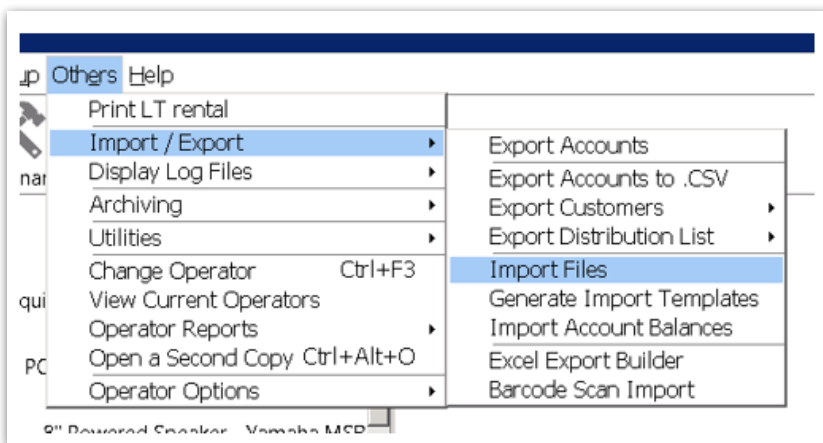 Others Help
Print LT rental
Import / Export
Display Log Files
Archiving
Utilities
Change Operator Ctrl+F3
View Current Operators
Operator Reports
Open a Second Copy Ctrl+Alt+O
Operator Options
Export Accounts
Export Accounts to .CSV
Export Customers
Export Distribution List
Import Files
Generate Import Templates
Import Account Balances
Excel Export Builder
Barcode Scan Import
8" Powered Speaker - Yamaha MSR